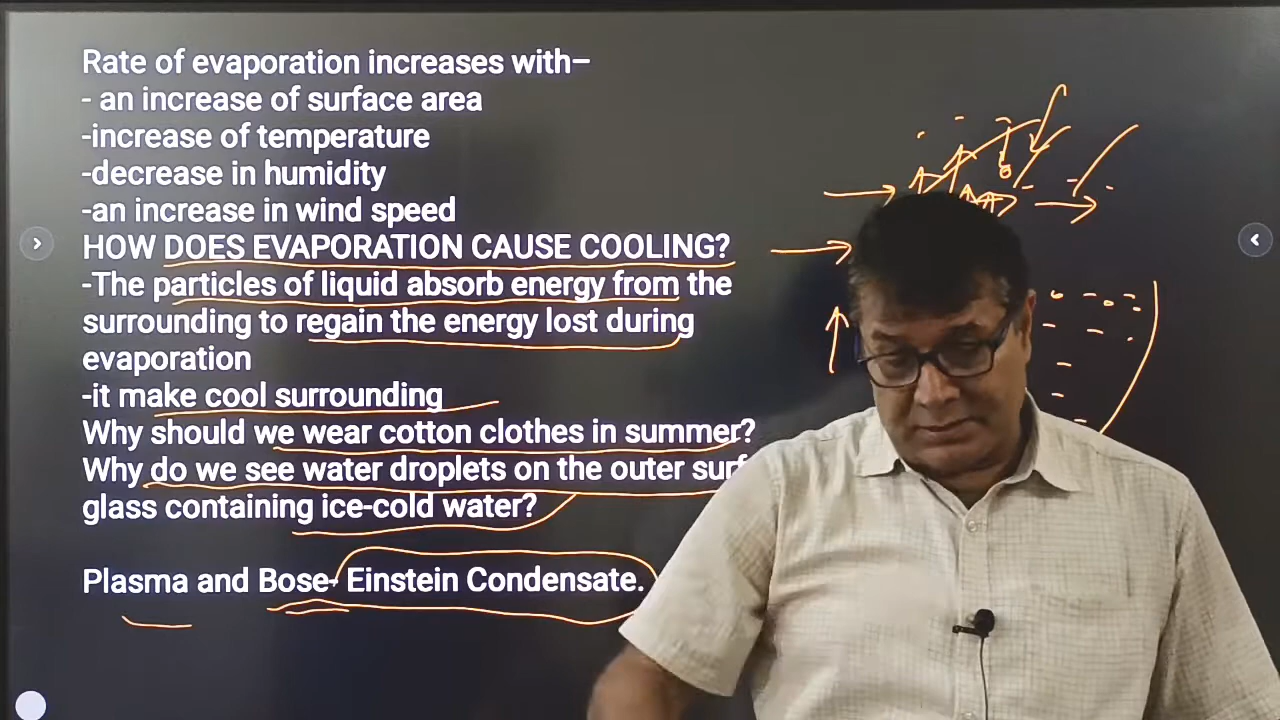 Rate of evaporation increases with–
- an increase of surface area
-increase of temperature
-decrease in humidity
-an increase in wind speed
HOW DOES EVAPORATION CAUSE COOLING?
-The particles of liquid absorb energy from the
surrounding to regain the energy lost during
evaporation
-it make cool surrounding
Why should we wear cotton clothes in summer?
Why do we see water droplets on the outer
glass containing ice-cold water?
Plasma and Bose- Einstein Condensate.